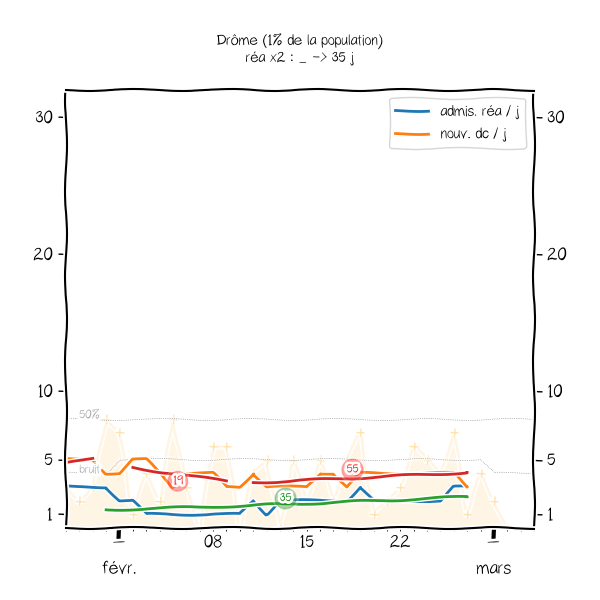 Drôme (1% de la population)
réa x2 : _ -> 35 j
admis. réa / j
nouv. dc / j
30
30
20
20
10
10
50%
5
5
bruit
55
19
35
1
1
08
15
22
févr.
mars